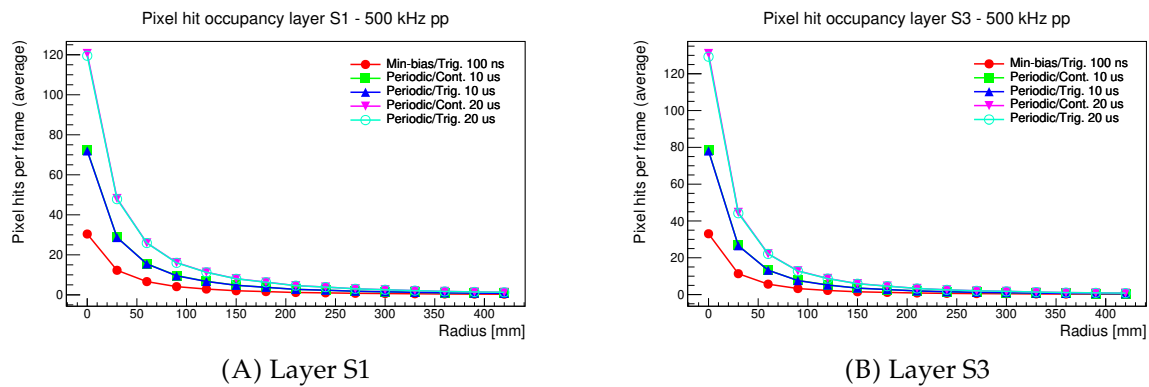 Pixel hit occupancy layer S1 - 500 kHz pp
Pixel hits per frame (average)
120
100
80
60
40
20
0
Min-bias/Trig. 100 ns
Periodic/Cont. 10 us
Periodic/Trig. 10 us
Periodic/Cont. 20 us
Periodic/Trig. 20 us
0 50 100 150 200 250 300 350 400
Radius [mm]
(A) Layer S1
Pixel hit occupancy layer S3 - 500 kHz pp
Pixel hits per frame (average)
120
100
80
60
40
20
0
Min-bias/Trig. 100 ns
Periodic/Cont. 10 us
Periodic/Trig. 10 us
Periodic/Cont. 20 us
Periodic/Trig. 20 us
0 50 100 150 200 250 300 350 400
Radius [mm]
(B) Layer S3